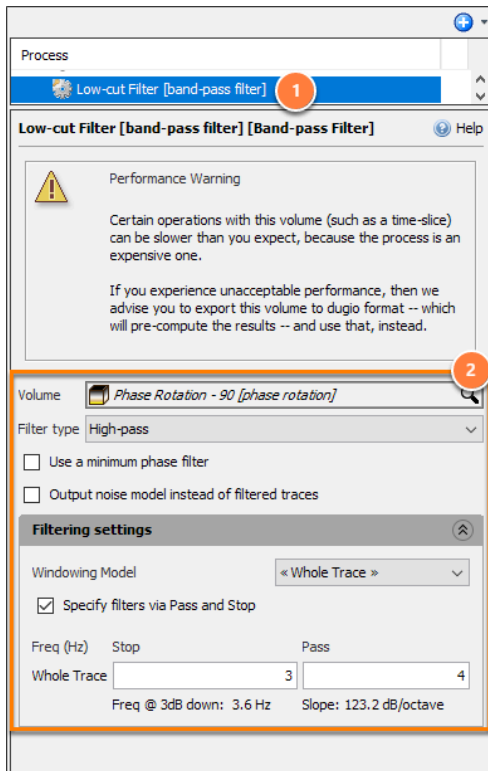 Process
Low-cut Filter [band-pass filter]
1
Low-cut Filter [band-pass filter] [Band-pass Filter]
Help
Performance Warning
Certain operations with this volume (such as a time-slice)
can be slower than you expect, because the process is an
expensive one.
If you experience unacceptable performance, then we
advise you to export this volume to dugio format -- which
will pre-compute the results -- and use that, instead.
2
Volume Phase Rotation - 90 [phase rotation]
Filter type High-pass
Use a minimum phase filter
Output noise model instead of filtered traces
Filtering settings
Windowing Model « Whole Trace »
Specify filters via Pass and Stop
Freq (Hz) Stop Pass
Whole Trace 3 4
Freq @ 3dB down: 3.6 Hz Slope: 123.2 dB/octave